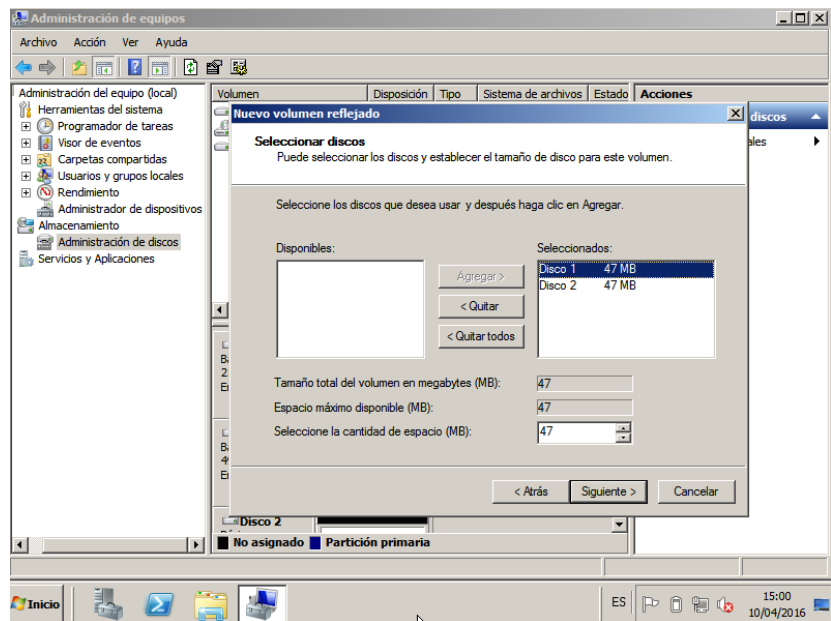 Administración de equipos
Archivo Acción Ver Ayuda
Administración del equipo (local)
Herramientas del sistema
Programador de tareas
Visor de eventos
Carpetas compartidas
Usuarios y grupos locales
Rendimiento
Administrador de dispositivos
Almacenamiento
Administración de discos
Servicios y Aplicaciones
Volumen Disposición Tipo Sistema de archivos Estado
Acciones
discos
ales
Nuevo volumen reflejado
Seleccionar discos
Puede seleccionar los discos y establecer el tamaño de disco para este volumen.
Seleccione los discos que desea usar y después haga clic en Agregar.
Disponibles:
Seleccionados:
Agregar >
< Quitar
< Quitar todos
Disco 1 47 MB
Disco 2 47 MB
Tamaño total del volumen en megabytes (MB): 47
Espacio máximo disponible (MB): 47
Seleccione la cantidad de espacio (MB): 47
< Atrás Siguiente > Cancelar
Disco 2
No asignado Partición primaria
Inicio
ES
15:00
10/04/2016